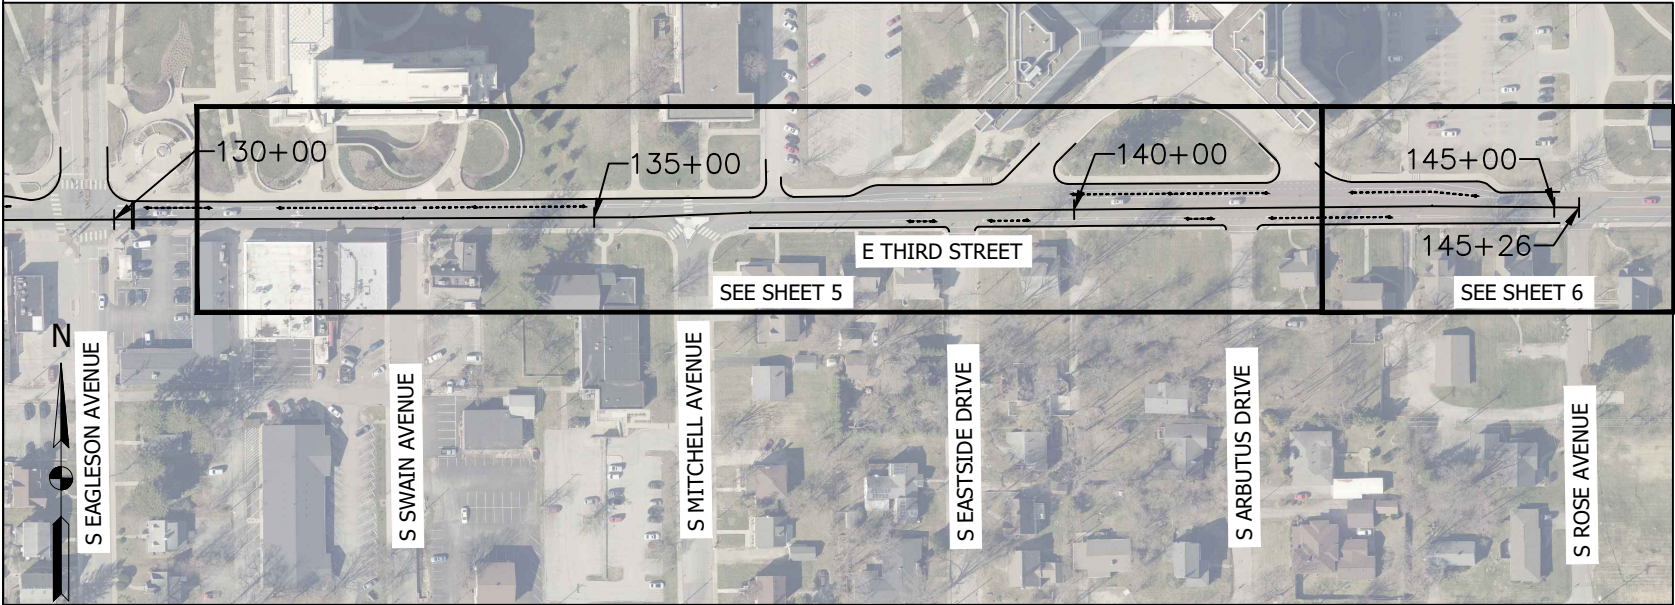 130+00
135+00
140+00
145+00
145+26
E THIRD STREET
SEE SHEET 5
SEE SHEET 6
N
S EAGLESON AVENUE
S SWAIN AVENUE
S MITCHELL AVENUE
S EASTSIDE DRIVE
S ARBUTUS DRIVE
S ROSE AVENUE